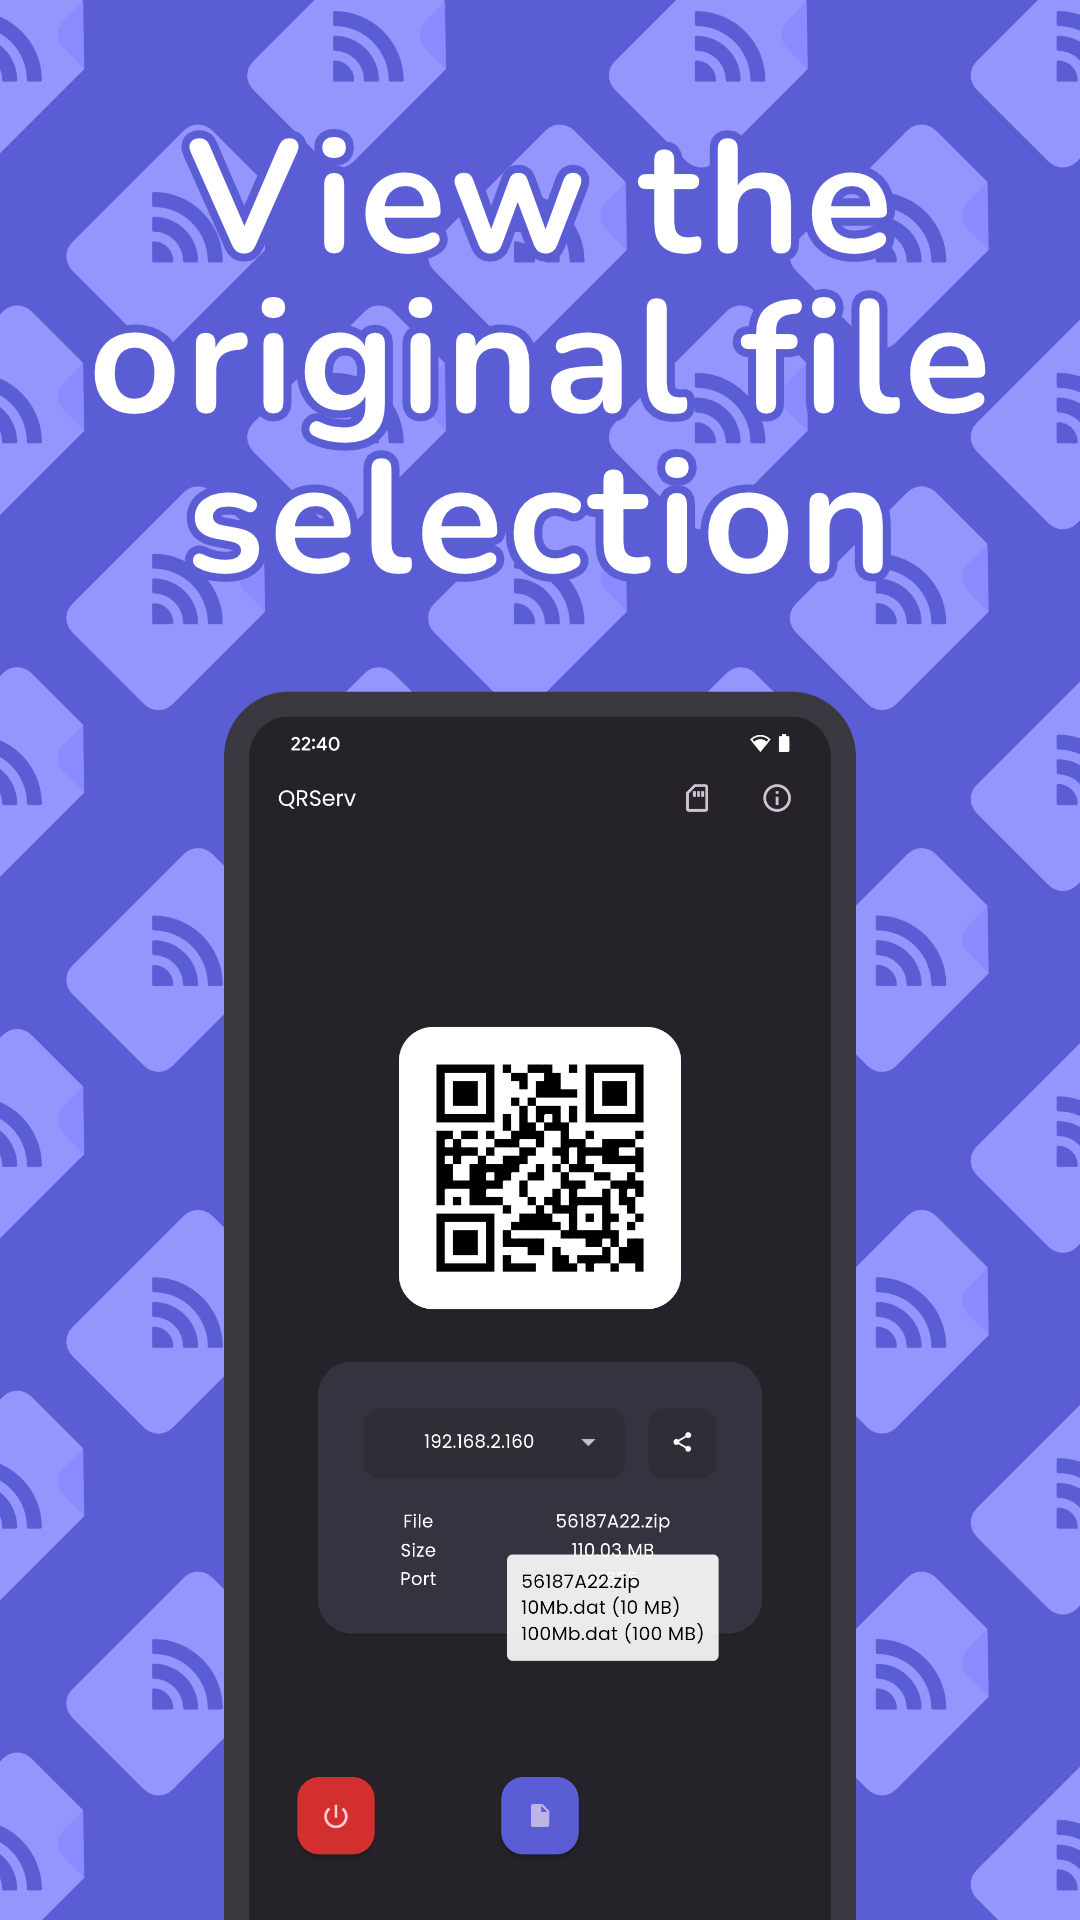 View the
original file
selection
22:40
QRServ
192.168.2.160
File 56187A22.zip
Size 110.03 MB
Port
56187A22.zip
10Mb.dat (10 MB)
100Mb.dat (100 MB)